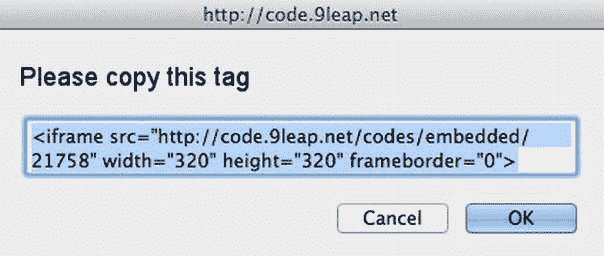 http://code.9leap.net
Please copy this tag
<iframe src="http://code.9leap.net/codes/embedded/
21758" width="320" height="320" frameborder="0">
Cancel
OK